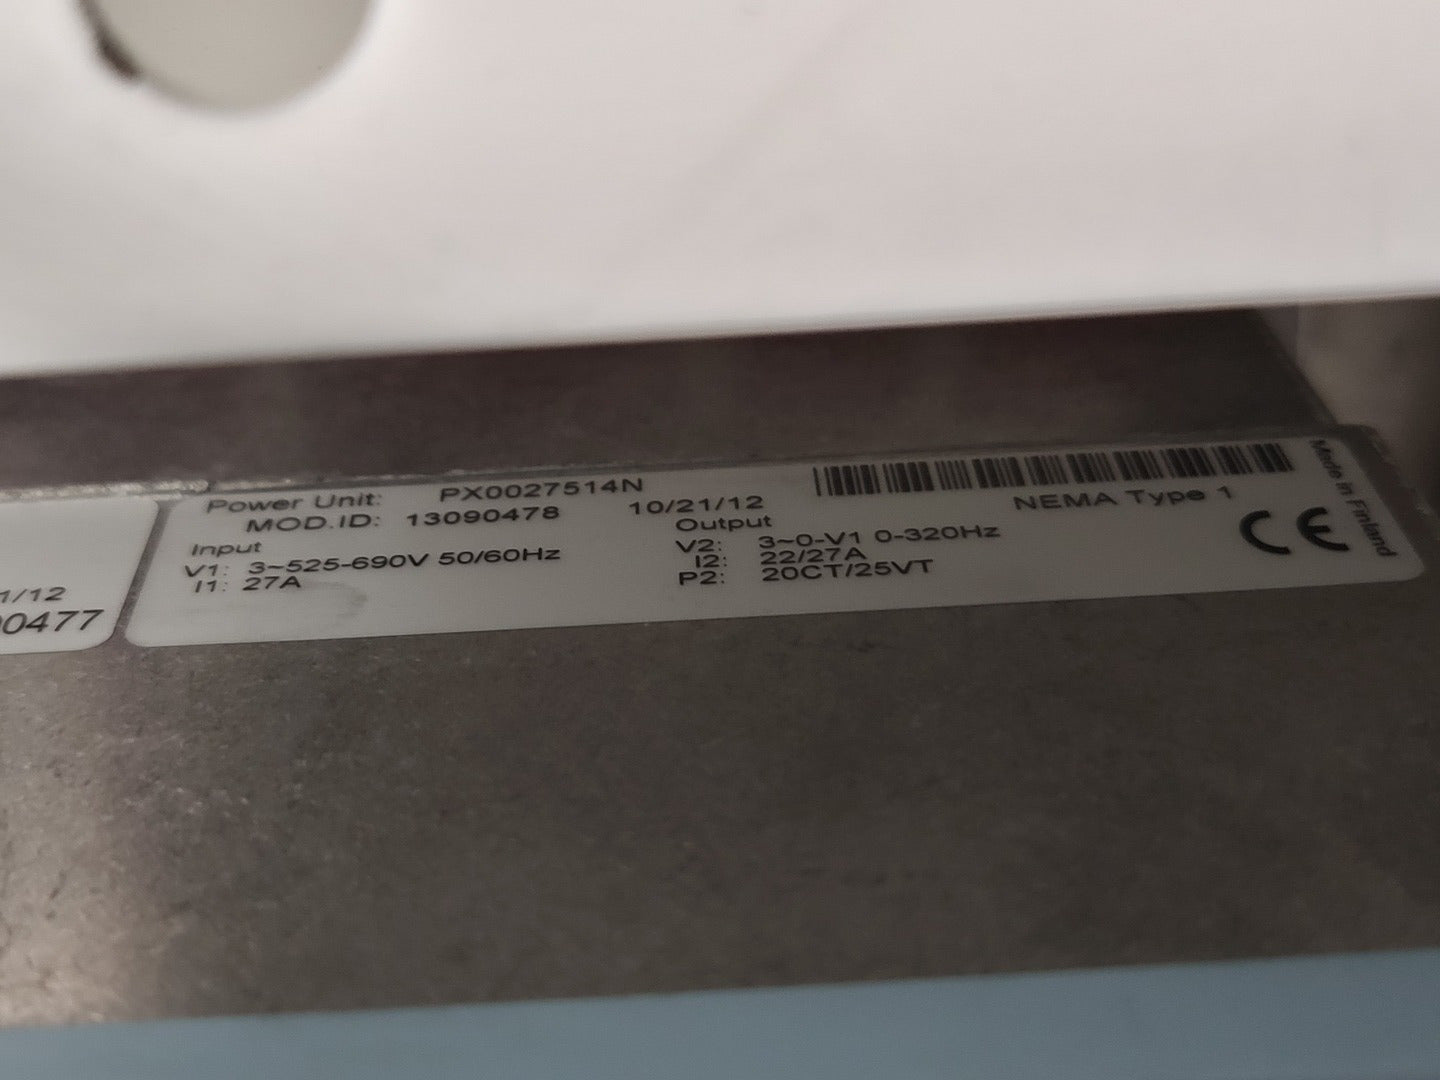 Power Unit: PX0027514N
MOD.ID: 13090478 10/21/12
NEMA Type 1
Input
V1: 3~525-690V 50/60Hz
I1: 27A
Output
V2: 3~0-V1 0-320Hz
I2: 22/27A
P2: 20CT/25VT
CE
Made in Finland
1/12
00477